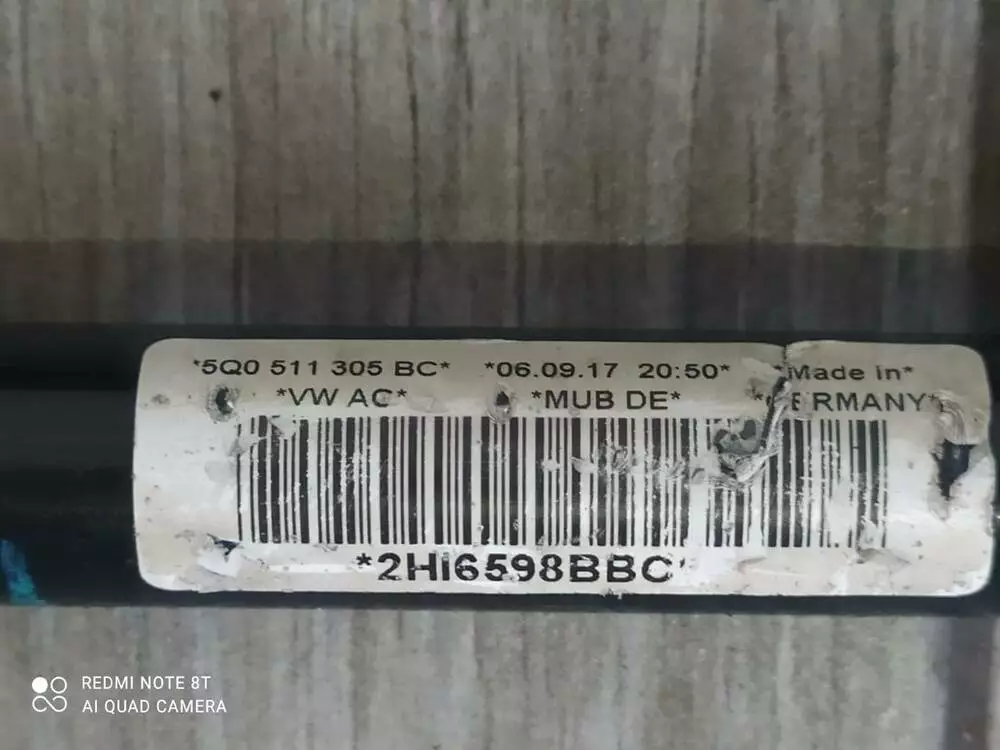 *5Q0 511 305 BC* *06.09.17 20:50* *Made in*
*VW AC* *MUB DE* *GERMANY*
*2HI6598BBC*
REDMI NOTE 8T
AI QUAD CAMERA